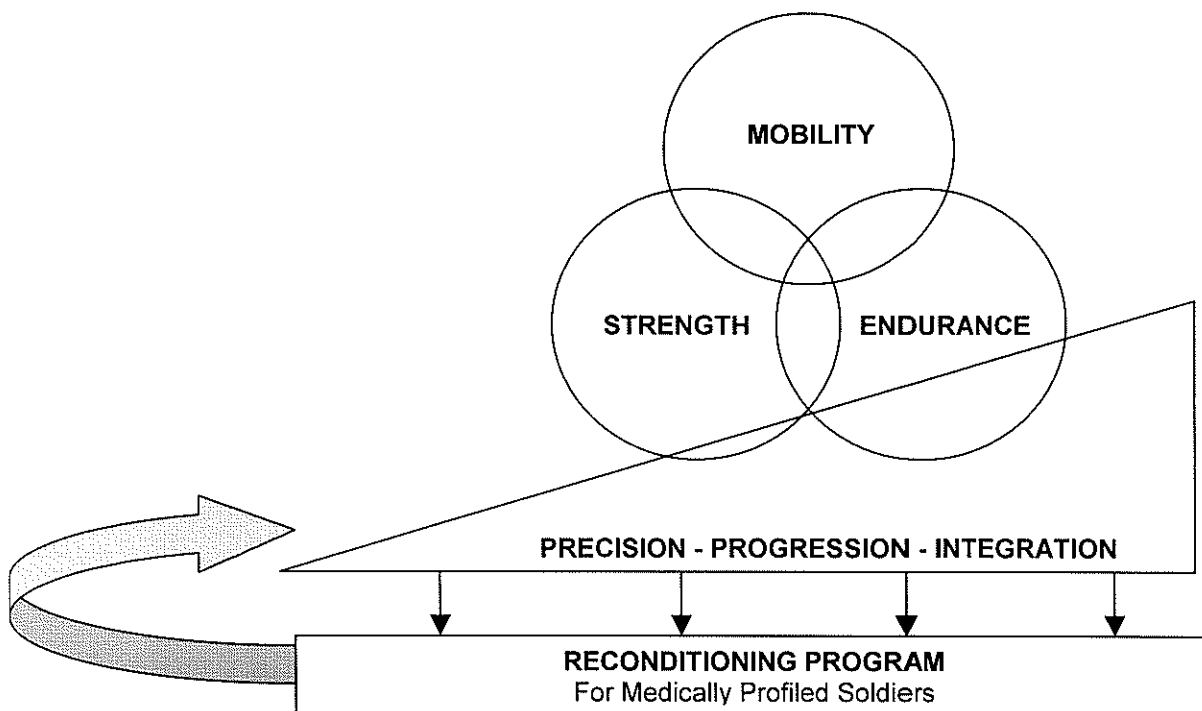 MOBILITY
STRENGTH
ENDURANCE
PRECISION - PROGRESSION - INTEGRATION
RECONDITIONING PROGRAM
For Medically Profiled Soldiers